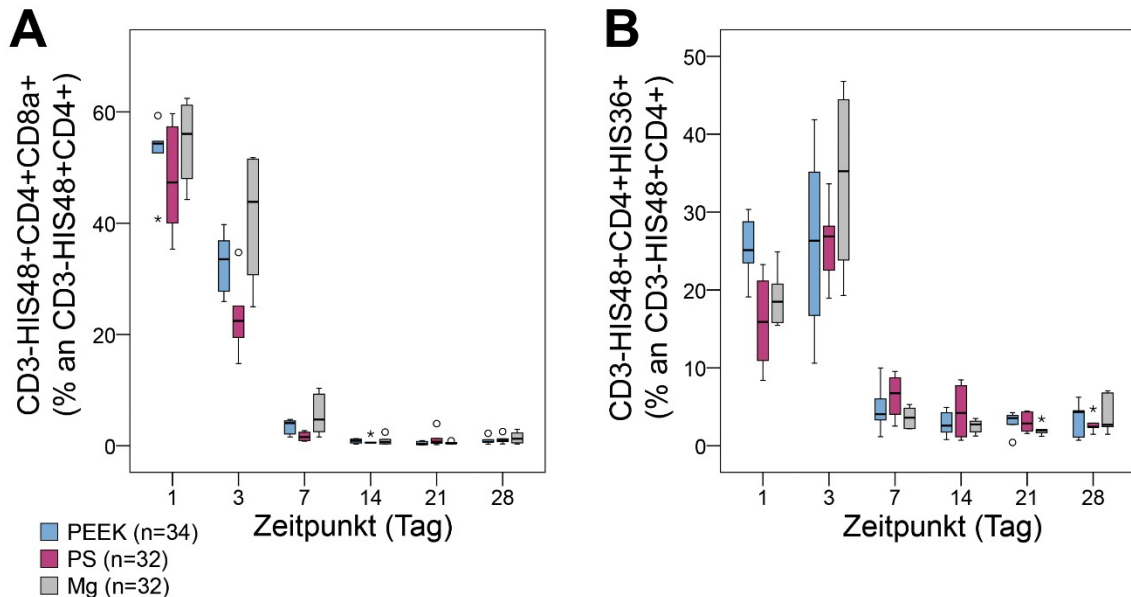 A
CD3-HIS48+CD4+CD8a+
(% an CD3-HIS48+CD4+)
60
40
20
0
1 3 7 14 21 28
Zeitpunkt (Tag)
PEEK (n=34)
PS (n=32)
Mg (n=32)
B
CD3-HIS48+CD4+HIS36+
(% an CD3-HIS48+CD4+)
50
40
30
20
10
0
1 3 7 14 21 28
Zeitpunkt (Tag)